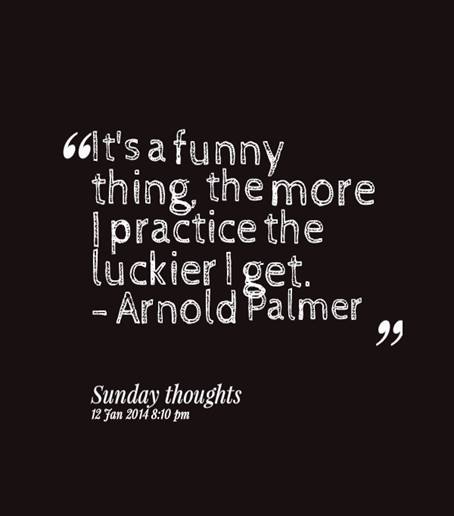 “It's a funny
thing, the more
I practice the
luckier I get.
- Arnold Palmer
”
Sunday thoughts
12 Jan 2014 8:10 pm